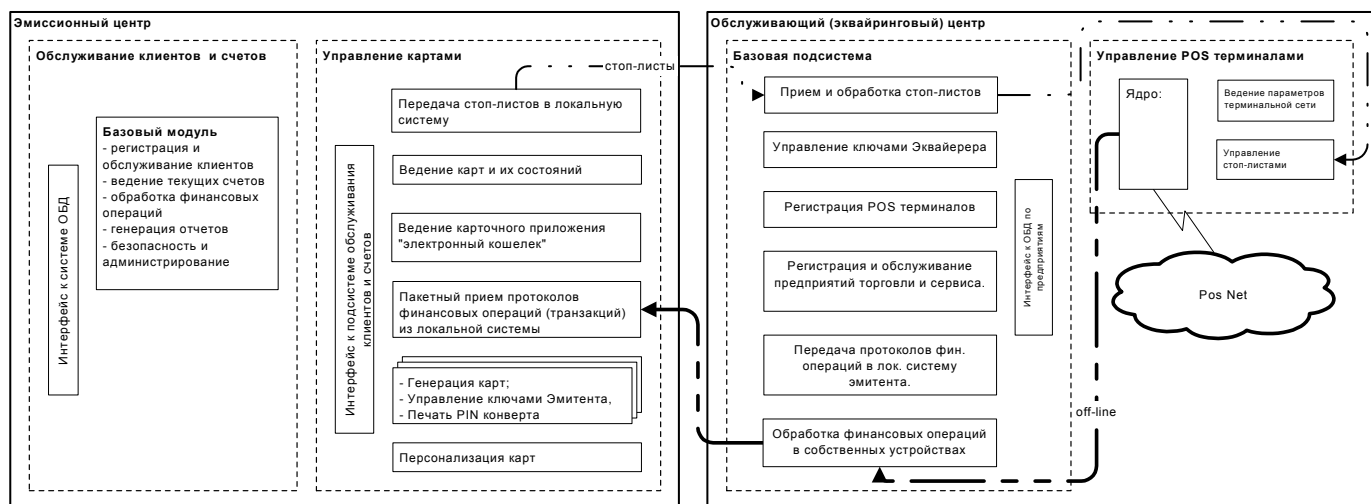 Эмиссионный центр
Обслуживание клиентов и счетов
Интерфейс к системе ОБД
Базовый модуль
- регистрация и
обслуживание клиентов
- ведение текущих счетов
- обработка финансовых
операций
- генерация отчетов
- безопасность и
администрирование
Управление картами
Интерфейс к подсистеме обслуживания
клиентов и счетов
Передача стоп-листов в локальную
систему
Ведение карт и их состояний
Ведение карточного приложения
"электронный кошелек"
Пакетный прием протоколов
финансовых операций (транзакций)
из локальной системы
- Генерация карт;
- Управление ключами Эмитента,
- Печать PIN конверта
Персонализация карт
стоп-листы
Обслуживающий (эквайринговый) центр
Базовая подсистема
Прием и обработка стоп-листов
Управление ключами Эквайерера
Регистрация POS терминалов
Регистрация и обслуживание
предприятий торговли и сервиса.
Передача протоколов фин.
операций в лок. систему
эмитента.
Обработка финансовых операций
в собственных устройствах
Интерфейс к ОБД по
предприятиям
Управление POS терминалами
Ядро:
Ведение параметров
терминальной сети
Управление
стоп-листами
Pos Net
off-line